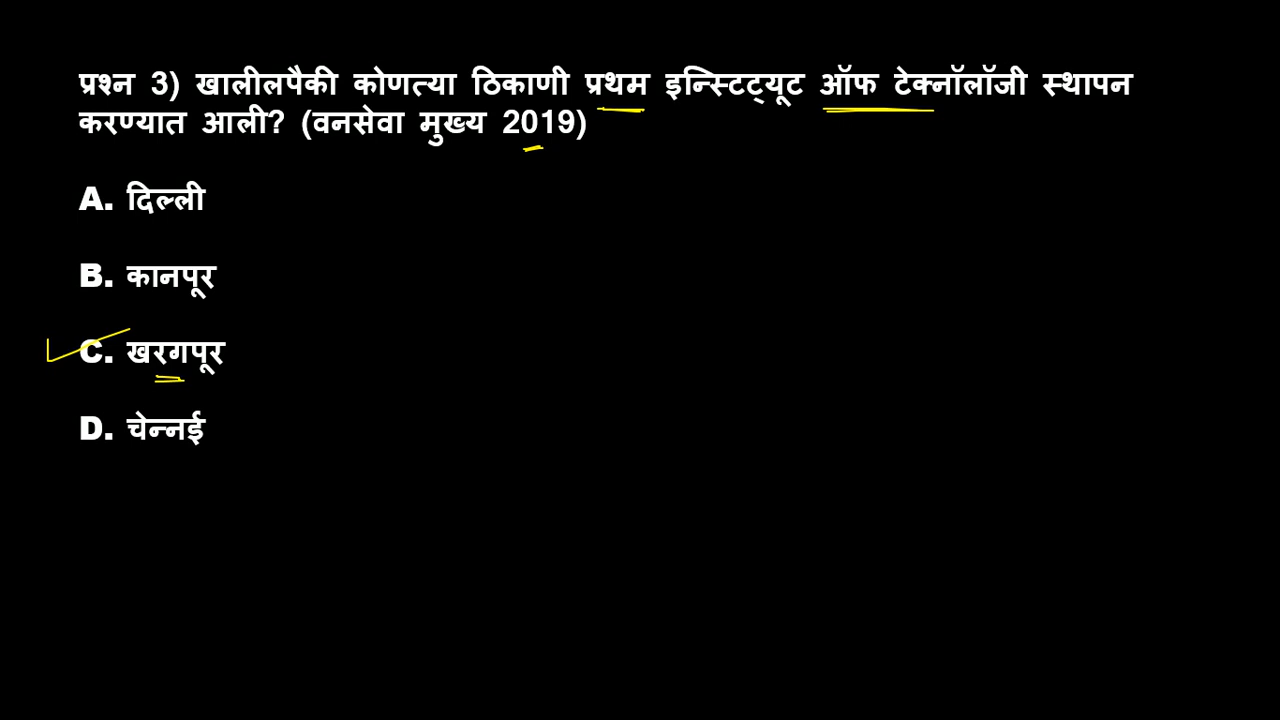 प्रश्न 3) खालीलपैकी कोणत्या ठिकाणी प्रथम इन्स्टिट्यूट ऑफ टेक्नॉलॉजी स्थापन
करण्यात आली? (वनसेवा मुख्य 2019)
A. दिल्ली
B. कानपूर
C. खरगपूर
D. चेन्नई